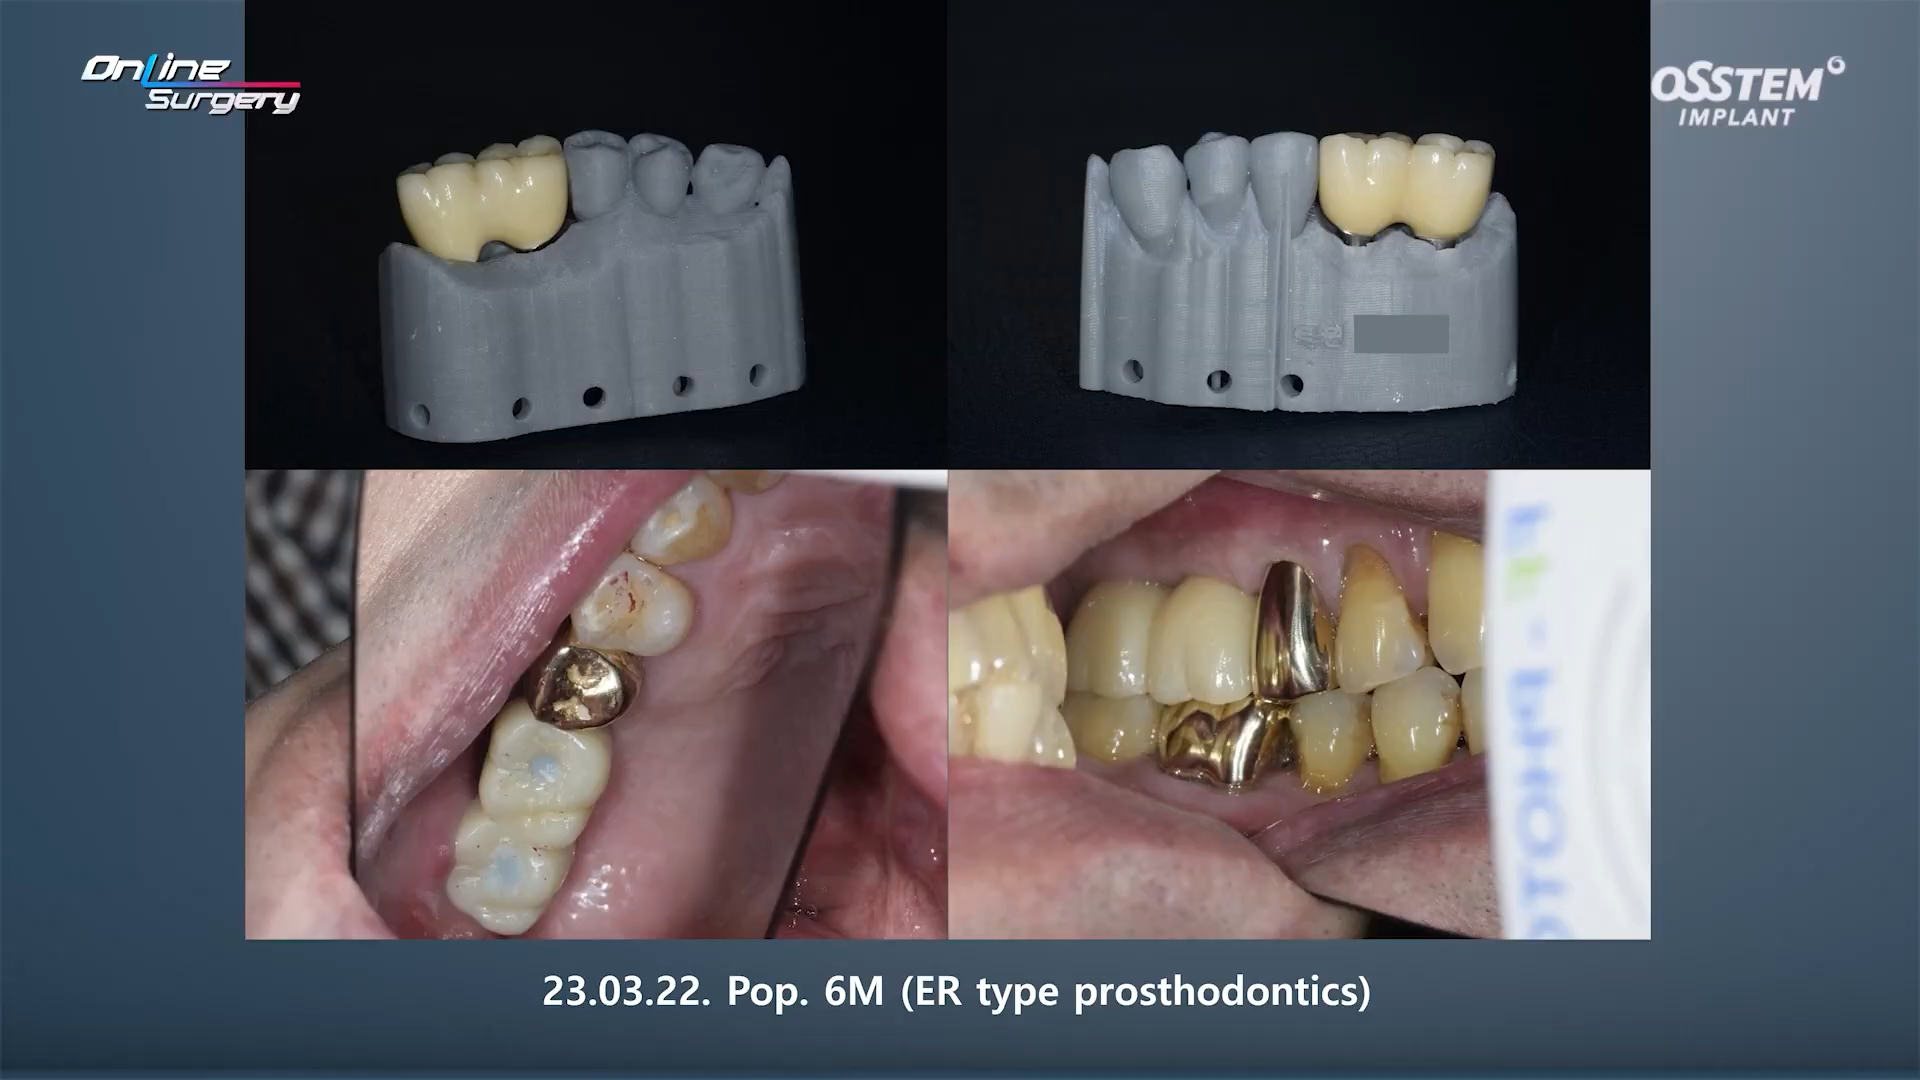 OnLine
Surgery
OSSTEM
IMPLANT
23.03.22. Pop. 6M (ER type prosthodontics)